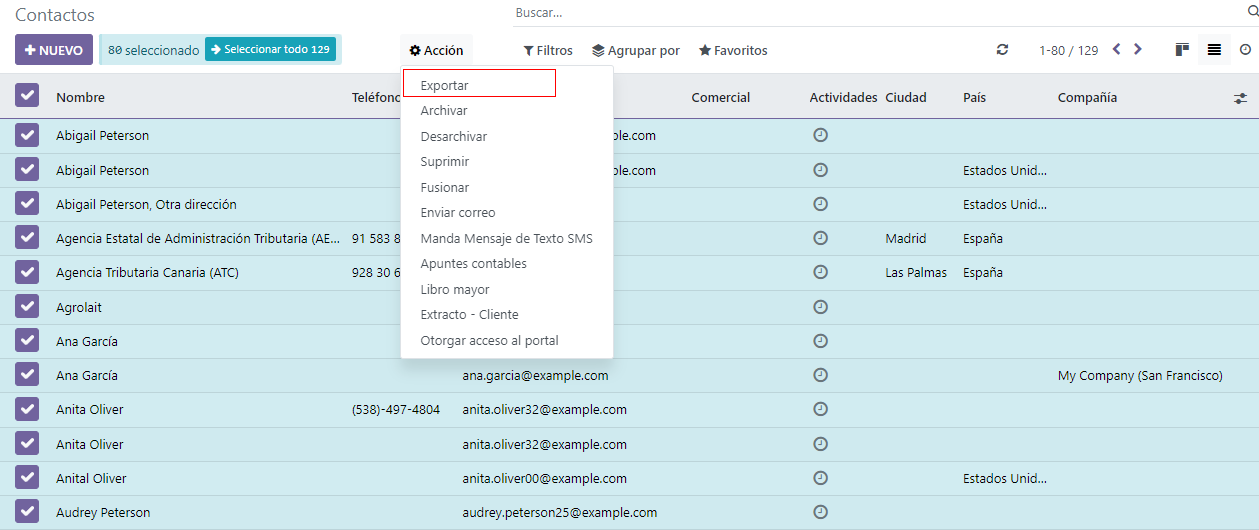 Contactos
Buscar...
NUEVO
80 seleccionado
Seleccionar todo 129
Acción
Filtros
Agrupar por
Favoritos
1-80 / 129
Exportar
Archivar
Desarchivar
Suprimir
Fusionar
Enviar correo
Manda Mensaje de Texto SMS
Apuntes contables
Libro mayor
Extracto - Cliente
Otorgar acceso al portal
Nombre Teléfono Comercial Actividades Ciudad País Compañía
Abigail Peterson ple.com
Abigail Peterson ple.com Estados Unid...
Abigail Peterson, Otra dirección Estados Unid...
Agencia Estatal de Administración Tributaria (AE... 91 583 8 Madrid España
Agencia Tributaria Canaria (ATC) 928 30 6 Las Palmas España
Agrolait
Ana García
Ana García ana.garcia@example.com My Company (San Francisco)
Anita Oliver (538)-497-4804 anita.oliver32@example.com
Anita Oliver anita.oliver32@example.com
Anital Oliver anita.oliver00@example.com Estados Unid...
Audrey Peterson audrey.peterson25@example.com